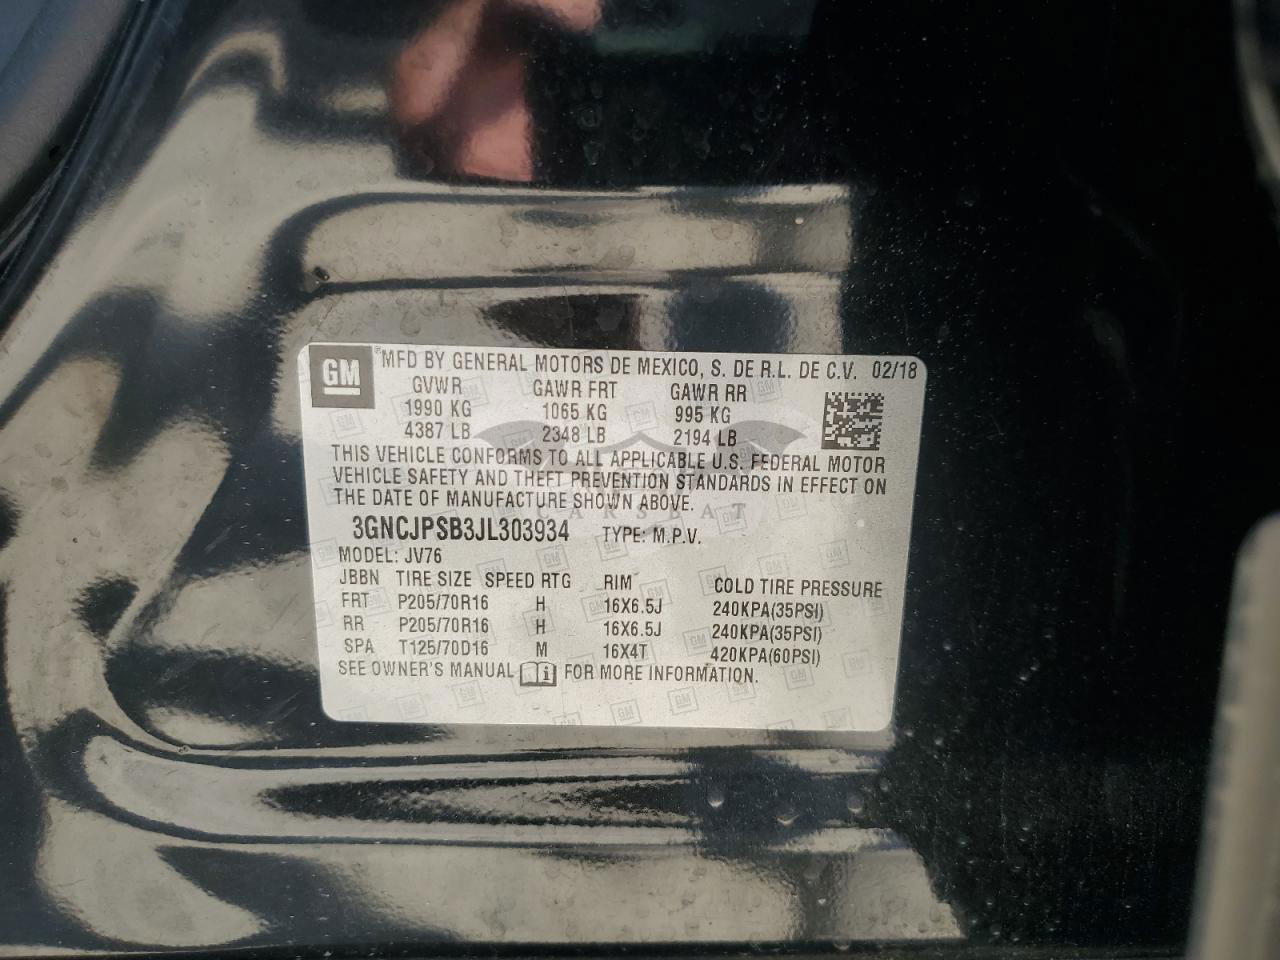 GM ® MFD BY GENERAL MOTORS DE MEXICO, S. DE R.L. DE C.V. 02/18
GVWR GAWR FRT GAWR RR
1990 KG 1065 KG 995 KG
4387 LB 2348 LB 2194 LB
THIS VEHICLE CONFORMS TO ALL APPLICABLE U.S. FEDERAL MOTOR
VEHICLE SAFETY AND THEFT PREVENTION STANDARDS IN EFFECT ON
THE DATE OF MANUFACTURE SHOWN ABOVE.
CARSBAT
3GNCJPSB3JL303934 TYPE: M.P.V.
MODEL: JV76
JBBN TIRE SIZE SPEED RTG RIM COLD TIRE PRESSURE
FRT P205/70R16 H 16X6.5J 240KPA(35PSI)
RR P205/70R16 H 16X6.5J 240KPA(35PSI)
SPA T125/70D16 M 16X4T 420KPA(60PSI)
SEE OWNER'S MANUAL i FOR MORE INFORMATION.